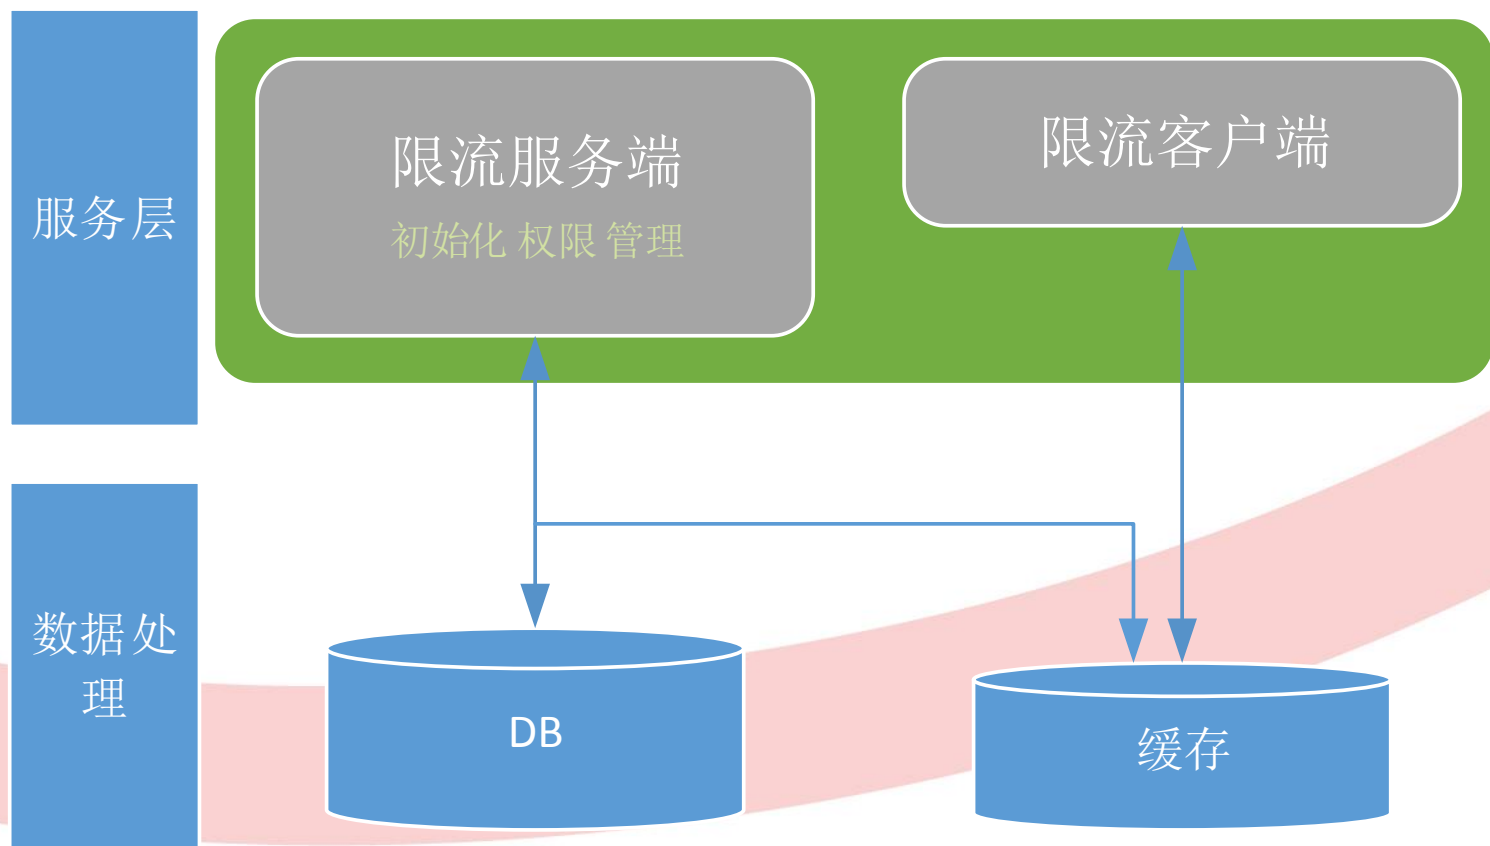 限流服务端
限流客户端
服务层
初始化 权限 管理
数据处
理
DB
缓存